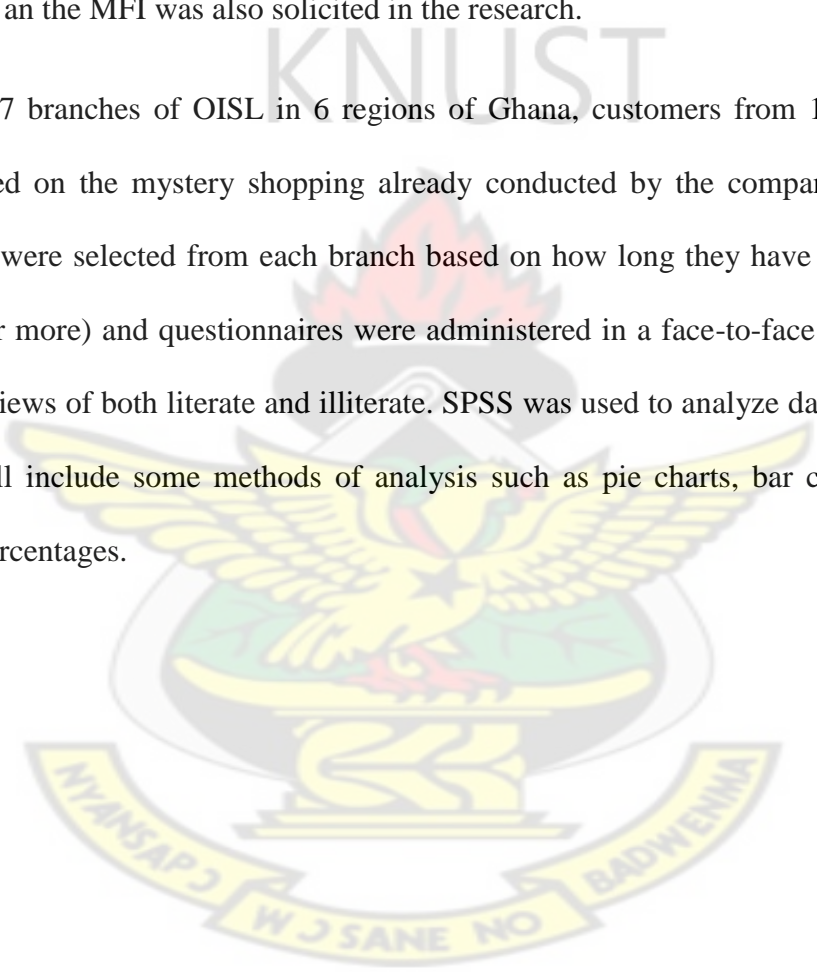 an the MFI was also solicited in the research.
KNUST
7 branches of OISL in 6 regions of Ghana, customers from 1
ed on the mystery shopping already conducted by the compa
were selected from each branch based on how long they have
r more) and questionnaires were administered in a face-to-face
iews of both literate and illiterate. SPSS was used to analyze da
ll include some methods of analysis such as pie charts, bar c
rcentages.
NYANSAPƆ WƆSANE NO BADWENMA